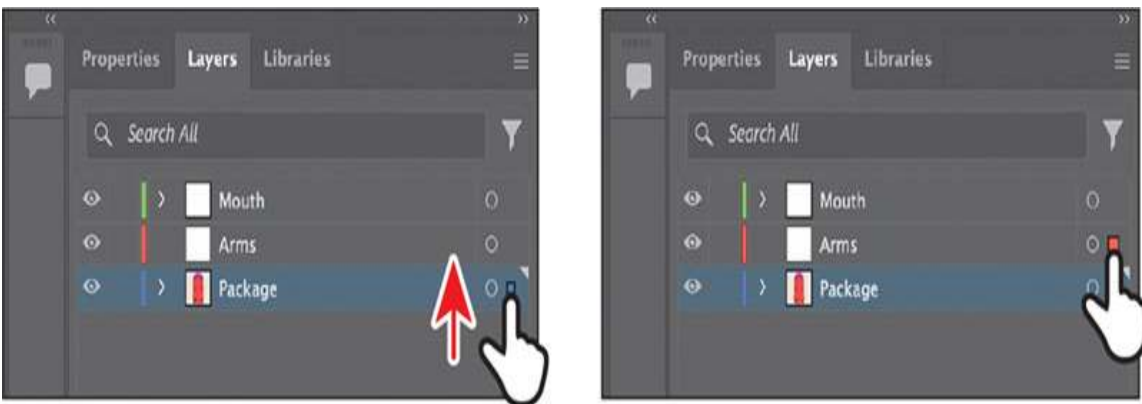 Properties Layers Libraries
Search All
Mouth
Arms
Package
Properties Layers Libraries
Search All
Mouth
Arms
Package